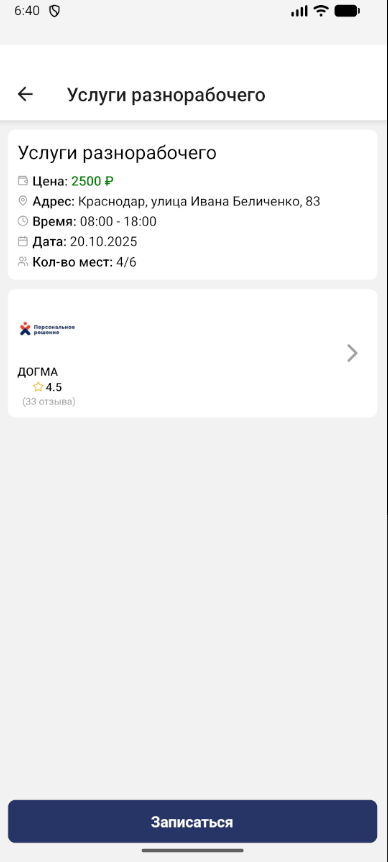 6:40
Услуги разнорабочего
Услуги разнорабочего
Цена: 2500 ₽
Адрес: Краснодар, улица Ивана Беличенко, 83
Время: 08:00 - 18:00
Дата: 20.10.2025
Кол-во мест: 4/6
Персональное
решение
ДОГМА
4.5
(33 отзыва)
Записаться